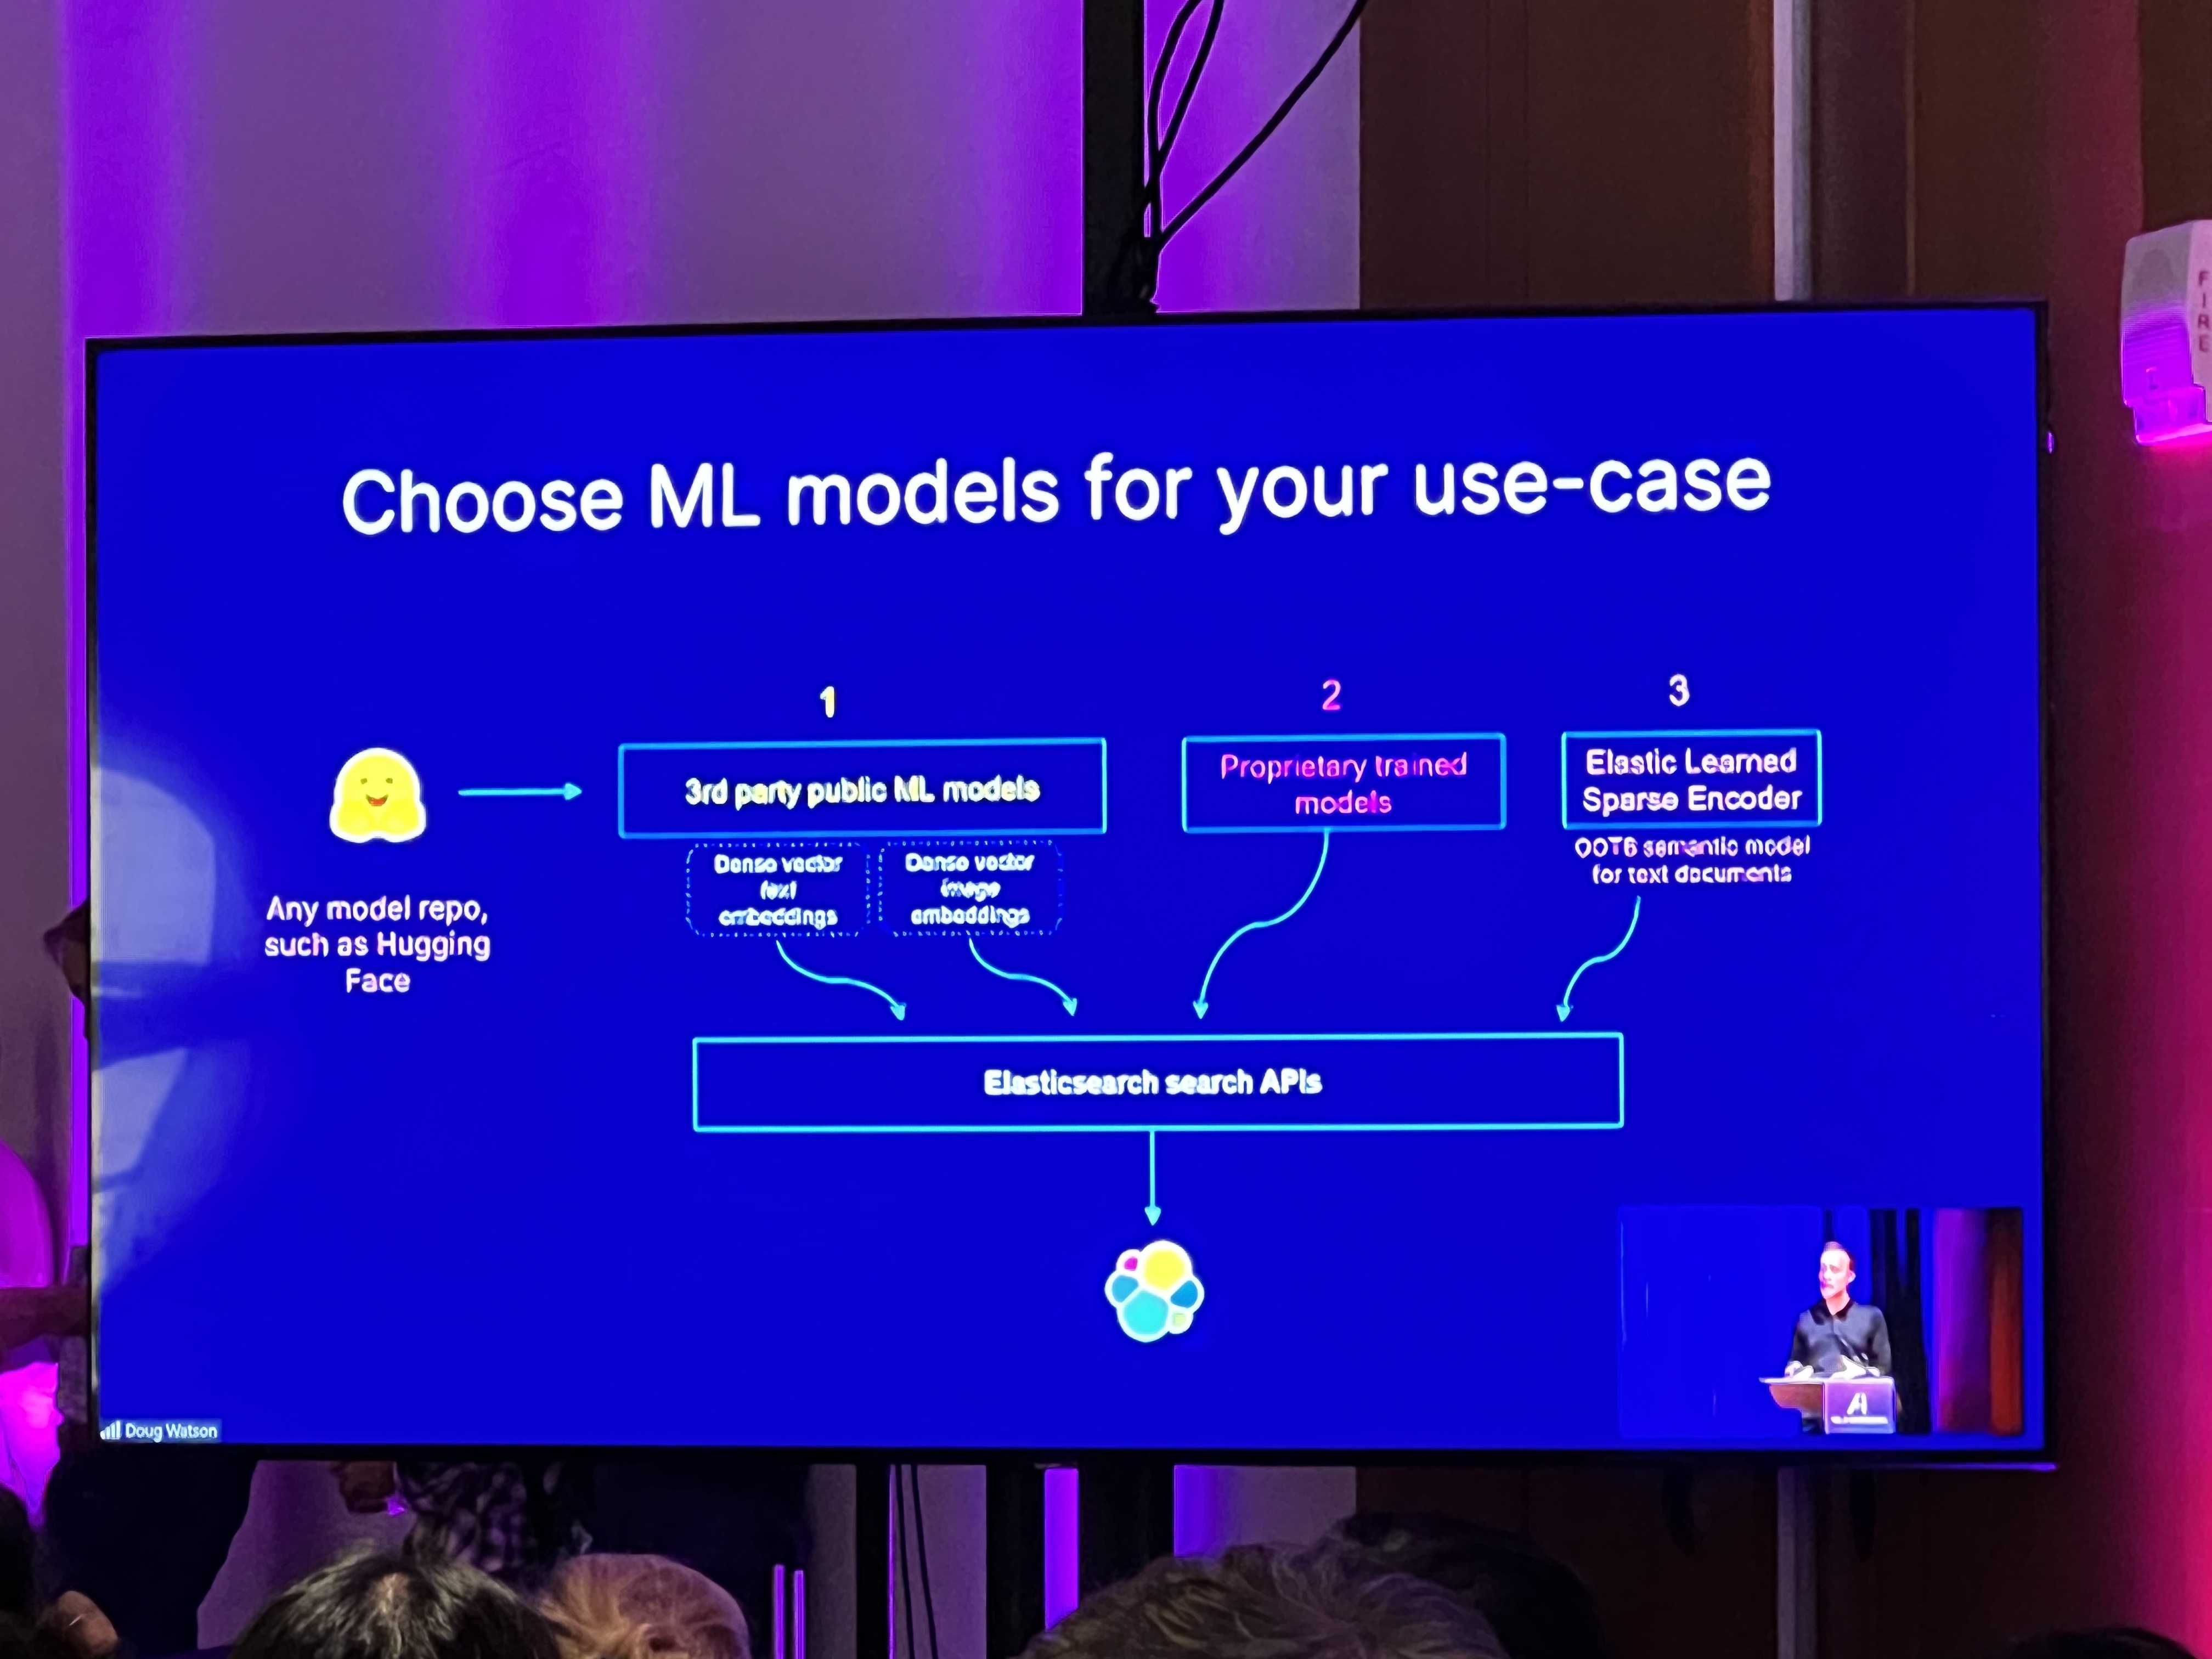 Choose ML models for your use-case
1
2
3
3rd party public ML models
Proprietary trained
models
Elastic Learned
Sparse Encoder
Dense vector
text
embeddings
Dense vector
image
embeddings
OOTB semantic model
for text documents
Any model repo,
such as Hugging
Face
Elasticsearch search APIs
Doug Watson
FIRE